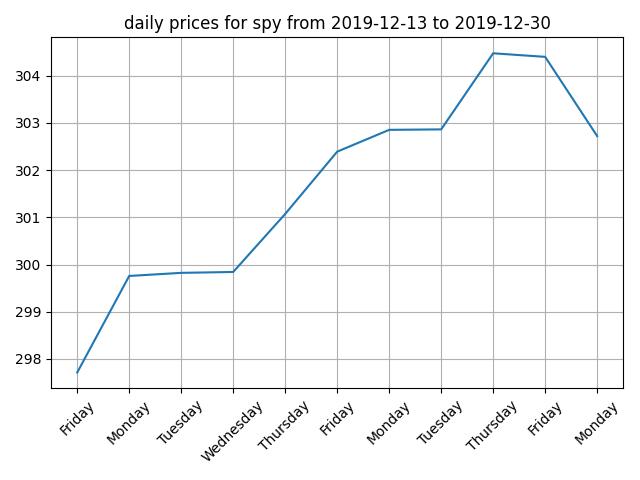 daily prices for spy from 2019-12-13 to 2019-12-30
304
303
302
301
300
299
298
Friday
Monday
Tuesday
Wednesday
Thursday
Friday
Monday
Tuesday
Thursday
Friday
Monday